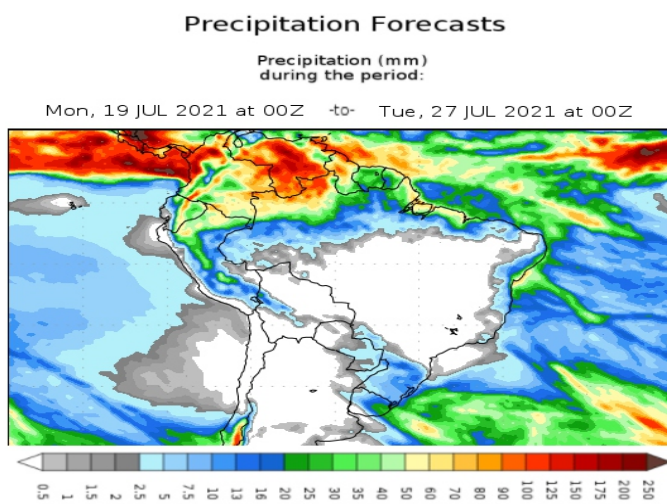 Precipitation Forecasts
Precipitation (mm)
during the period:
Mon, 19 JUL 2021 at 00Z -to- Tue, 27 JUL 2021 at 00Z
0.5 1 1.5 2 2.5 5 7.5 10 13 16 20 25 30 35 40 45 50 60 70 80 90 100 125 150 175 200 250